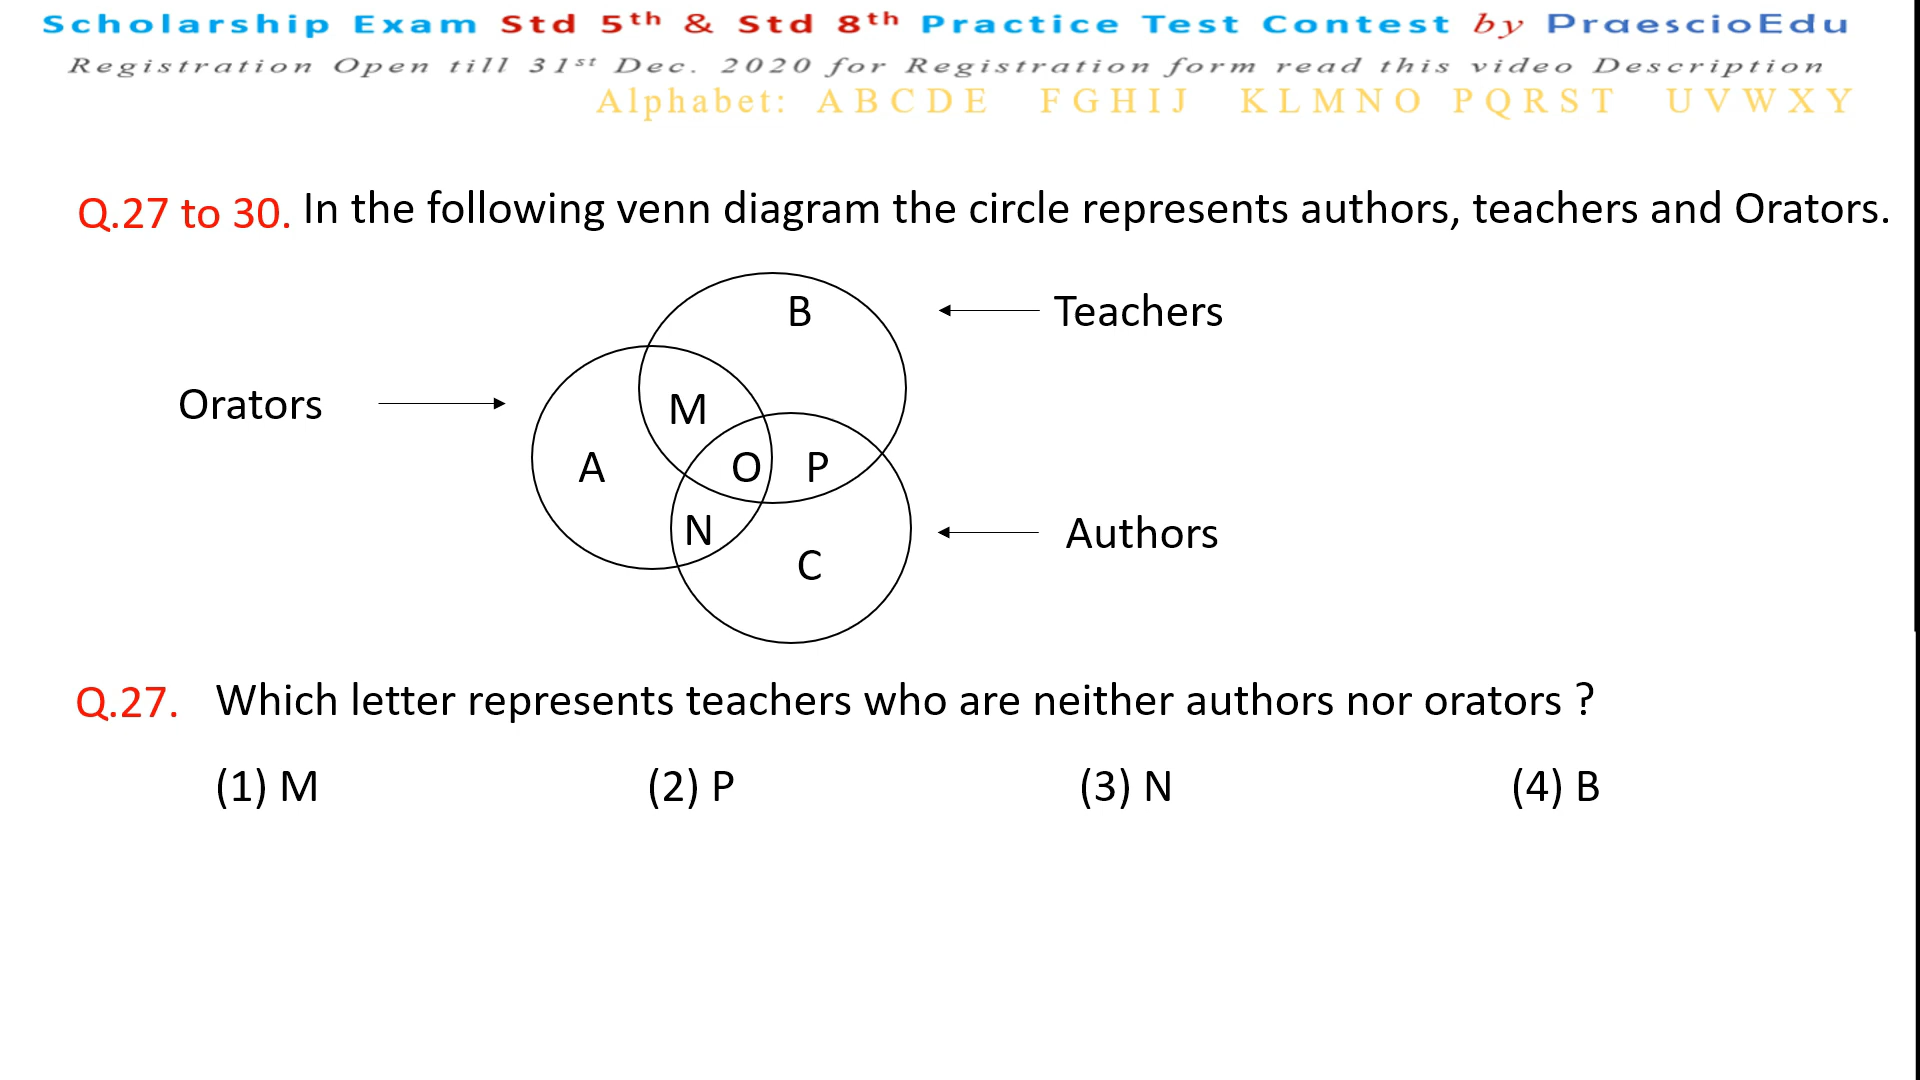 Scholarship Exam Std 5th & Std 8th Practice Test Contest by PraescioEdu
Registration Open till 31st Dec. 2020 for Registration form read this video Description
Alphabet: A B C D E F G H I J K L M N O P Q R S T U V W X Y
Q.27 to 30. In the following venn diagram the circle represents authors, teachers and Orators.
B
Teachers
Orators
M
A
O
P
N
Authors
C
Q.27. Which letter represents teachers who are neither authors nor orators ?
(1) M (2) P (3) N (4) B